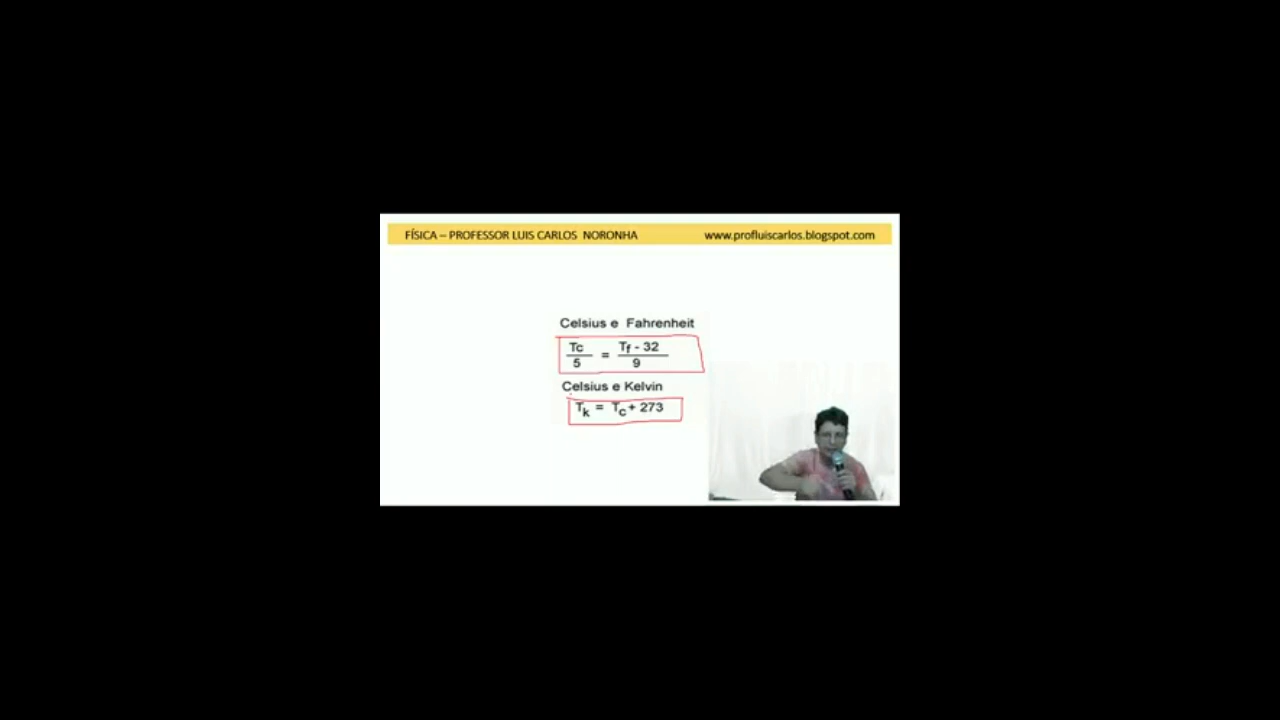 FÍSICA – PROFESSOR LUIS CARLOS NORONHA www.profluiscarlos.blogspot.com
Celsius e Fahrenheit
Tc/5 = Tf - 32/9
Celsius e Kelvin
Tk = Tc + 273